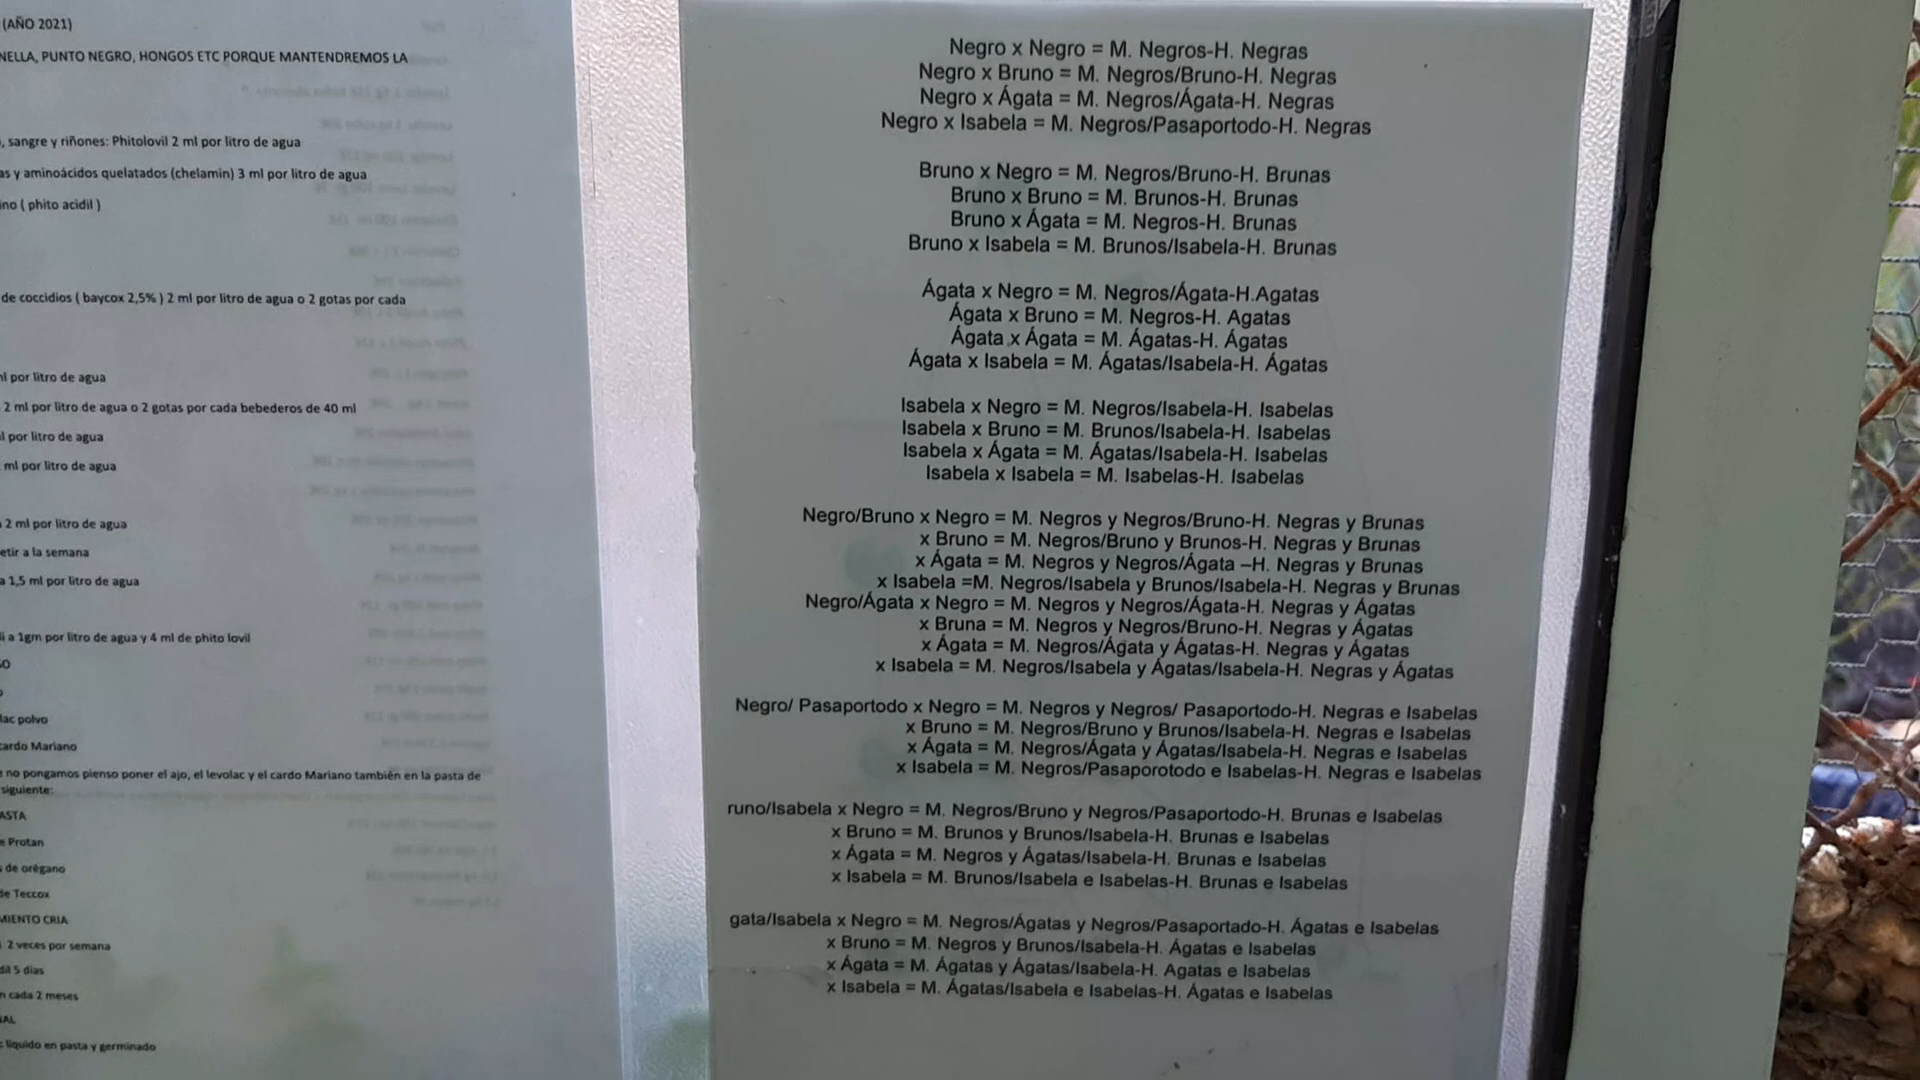 (AÑO 2021)
NELLA, PUNTO NEGRO, HONGOS ETC PORQUE MANTENDREMOS LA
, sangre y riñones: Phitolovil 2 ml por litro de agua
as y aminoácidos quelatados (chelamin) 3 ml por litro de agua
ino ( phito acidil )
de coccidios ( baycox 2,5% ) 2 ml por litro de agua o 2 gotas por cada
ml por litro de agua
2 ml por litro de agua o 2 gotas por cada bebederos de 40 ml
l por litro de agua
ml por litro de agua
2 ml por litro de agua
etir a la semana
a 1,5 ml por litro de agua
li a 1gm por litro de agua y 4 ml de phito lovil
SO
lac polvo
cardo Mariano
e no pongamos pienso poner el ajo, el levolac y el cardo Mariano también en la pasta de
siguiente:
ASTA
e Protan
s de orégano
de Teccox
MIENTO CRIA
2 veces por semana
dil 5 dias
n cada 2 meses
NAL
c liquido en pasta y germinado
Negro x Negro = M. Negros-H. Negras
Negro x Bruno = M. Negros/Bruno-H. Negras
Negro x Ágata = M. Negros/Ágata-H. Negras
Negro x Isabela = M. Negros/Pasaportodo-H. Negras
Bruno x Negro = M. Negros/Bruno-H. Brunas
Bruno x Bruno = M. Brunos-H. Brunas
Bruno x Ágata = M. Negros-H. Brunas
Bruno x Isabela = M. Brunos/Isabela-H. Brunas
Ágata x Negro = M. Negros/Ágata-H.Agatas
Ágata x Bruno = M. Negros-H. Agatas
Ágata x Ágata = M. Ágatas-H. Ágatas
Ágata x Isabela = M. Ágatas/Isabela-H. Ágatas
Isabela x Negro = M. Negros/Isabela-H. Isabelas
Isabela x Bruno = M. Brunos/Isabela-H. Isabelas
Isabela x Ágata = M. Ágatas/Isabela-H. Isabelas
Isabela x Isabela = M. Isabelas-H. Isabelas
Negro/Bruno x Negro = M. Negros y Negros/Bruno-H. Negras y Brunas
x Bruno = M. Negros/Bruno y Brunos-H. Negras y Brunas
x Ágata = M. Negros y Negros/Ágata –H. Negras y Brunas
x Isabela =M. Negros/Isabela y Brunos/Isabela-H. Negras y Brunas
Negro/Ágata x Negro = M. Negros y Negros/Ágata-H. Negras y Ágatas
x Bruna = M. Negros y Negros/Bruno-H. Negras y Ágatas
x Ágata = M. Negros/Ágata y Ágatas-H. Negras y Ágatas
x Isabela = M. Negros/Isabela y Ágatas/Isabela-H. Negras y Ágatas
Negro/ Pasaportodo x Negro = M. Negros y Negros/ Pasaportodo-H. Negras e Isabelas
x Bruno = M. Negros/Bruno y Brunos/Isabela-H. Negras e Isabelas
x Ágata = M. Negros/Ágata y Ágatas/Isabela-H. Negras e Isabelas
x Isabela = M. Negros/Pasaporotodo e Isabelas-H. Negras e Isabelas
runo/Isabela x Negro = M. Negros/Bruno y Negros/Pasaportodo-H. Brunas e Isabelas
x Bruno = M. Brunos y Brunos/Isabela-H. Brunas e Isabelas
x Ágata = M. Negros y Ágatas/Isabela-H. Brunas e Isabelas
x Isabela = M. Brunos/Isabela e Isabelas-H. Brunas e Isabelas
gata/Isabela x Negro = M. Negros/Ágatas y Negros/Pasaportado-H. Ágatas e Isabelas
x Bruno = M. Negros y Brunos/Isabela-H. Ágatas e Isabelas
x Ágata = M. Ágatas y Ágatas/Isabela-H. Agatas e Isabelas
x Isabela = M. Ágatas/Isabela e Isabelas-H. Ágatas e Isabelas